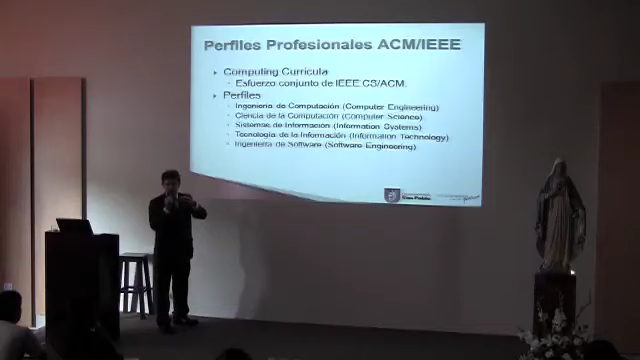 Perfiles Profesionales ACM/IEEE
Computing Curricula
Esfuerzo conjunto de IEEE CS/ACM.
Perfiles
Ingeniería de Computación (Computer Engineering)
Ciencia de la Computación (Computer Science)
Sistemas de Información (Information Systems)
Tecnología de la Información (Information Technology)
Ingeniería de Software (Software Engineering)
San Pablo